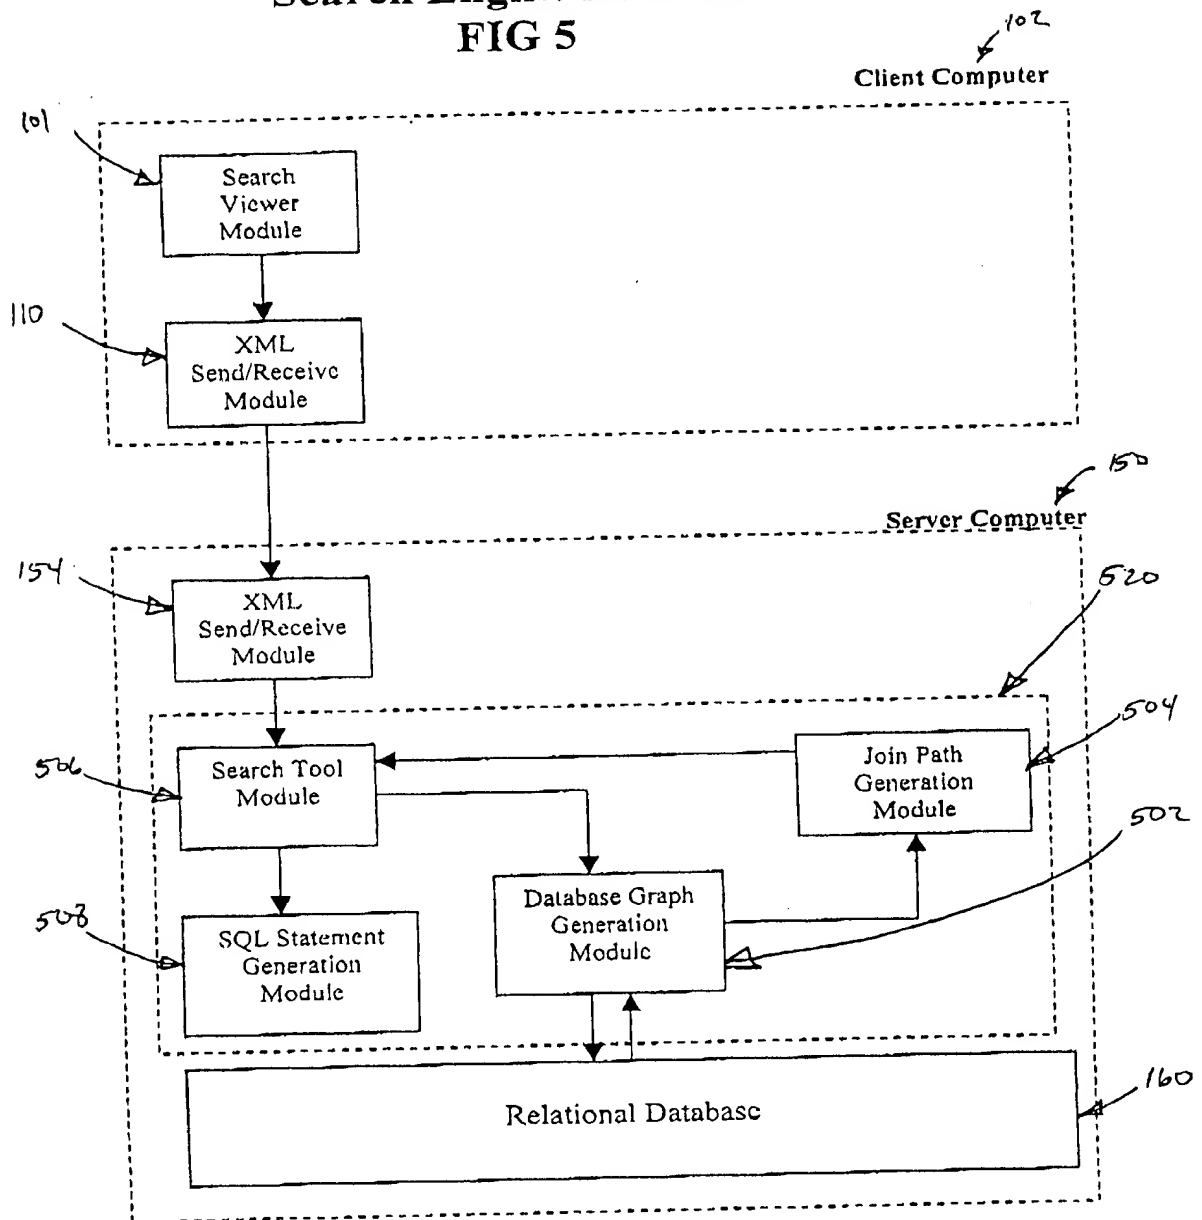 FIG 5
102
Client Computer
101
Search
Viewer
Module
110
XML
Send/Receive
Module
150
Server Computer
154
XML
Send/Receive
Module
520
504
506
Search Tool
Module
Join Path
Generation
Module
502
Database Graph
Generation
Module
508
SQL Statement
Generation
Module
160
Relational Database